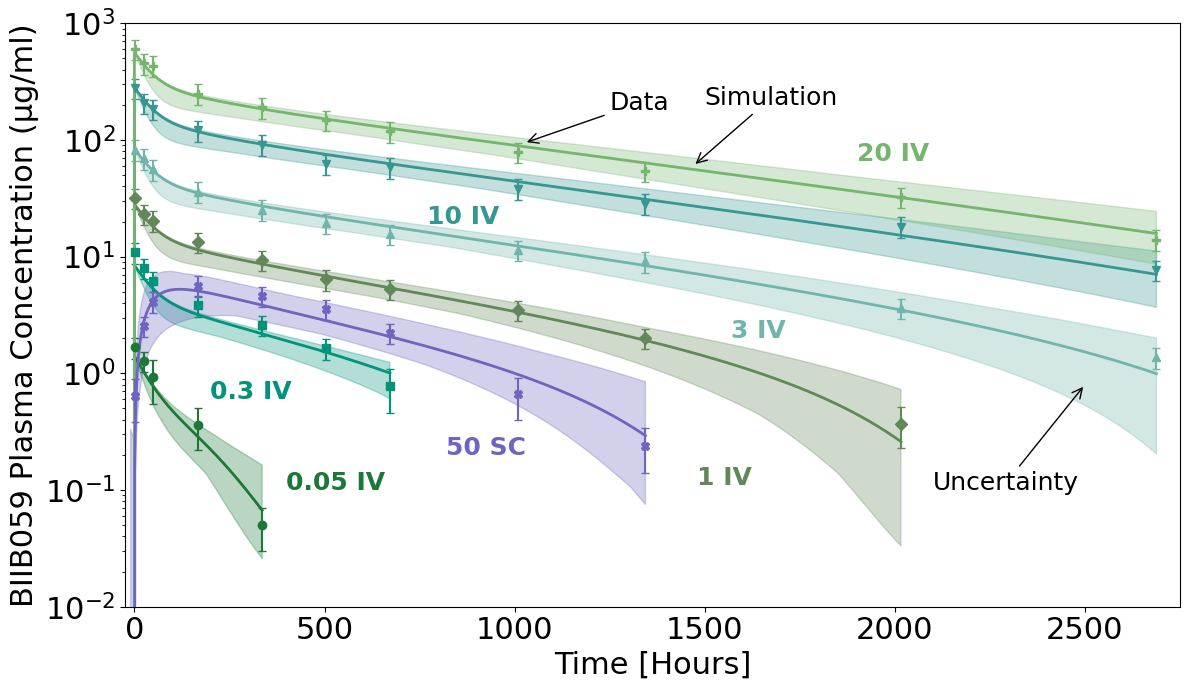 BIIB059 Plasma Concentration (µg/ml)
10³
10²
10¹
10⁰
10⁻¹
10⁻²
Data
Simulation
20 IV
10 IV
3 IV
0.3 IV
50 SC
0.05 IV
1 IV
Uncertainty
0 500 1000 1500 2000 2500
Time [Hours]